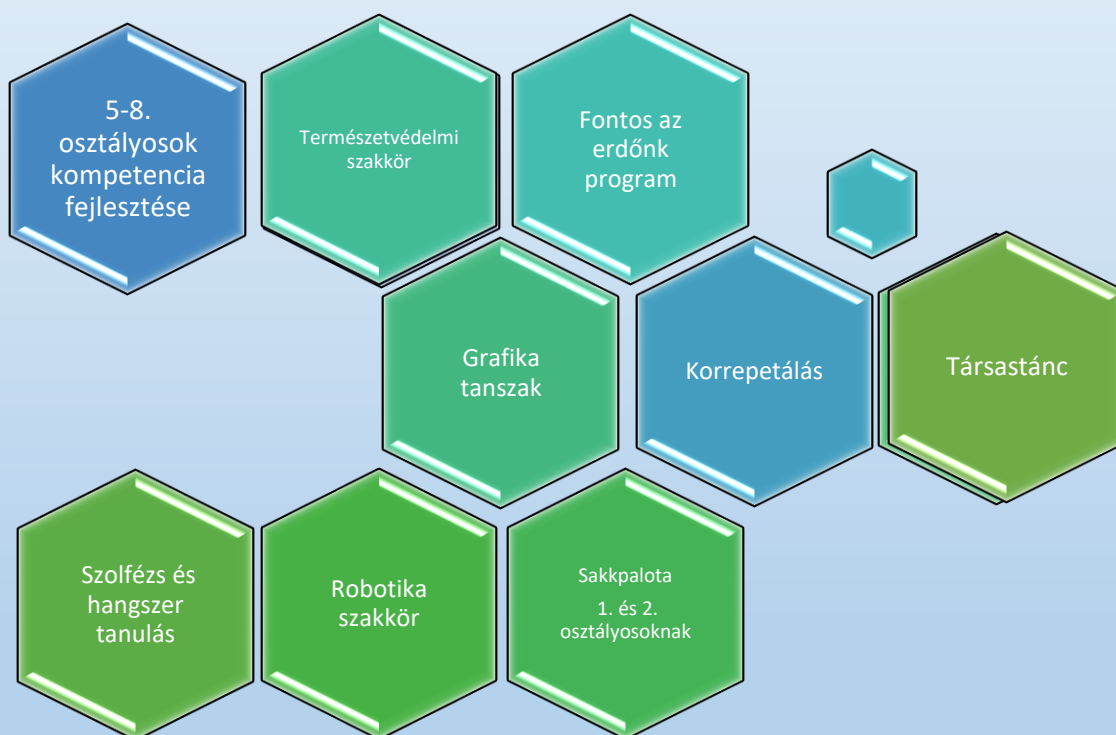 5-8.
osztályosok
kompetencia
fejlesztése
Természetvédelmi
szakkör
Fontos az
erdőnk
program
Grafika
tanszak
Korrepetálás
Társastánc
Szolfézs és
hangszer
tanulás
Robotika
szakkör
Sakkpalota
1. és 2.
osztályosoknak